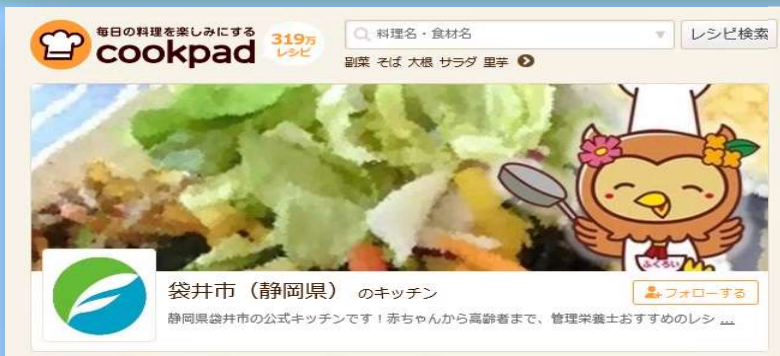 毎日の料理を楽しみにする
cookpad
319万
レシピ
料理名・食材名
レシピ検索
副菜 そば 大根 サラダ 里芋
ふくろい
袋井市（静岡県） のキッチン
フォローする
静岡県袋井市の公式キッチンです！赤ちゃんから高齢者まで、管理栄養士おすすめのレシ ...